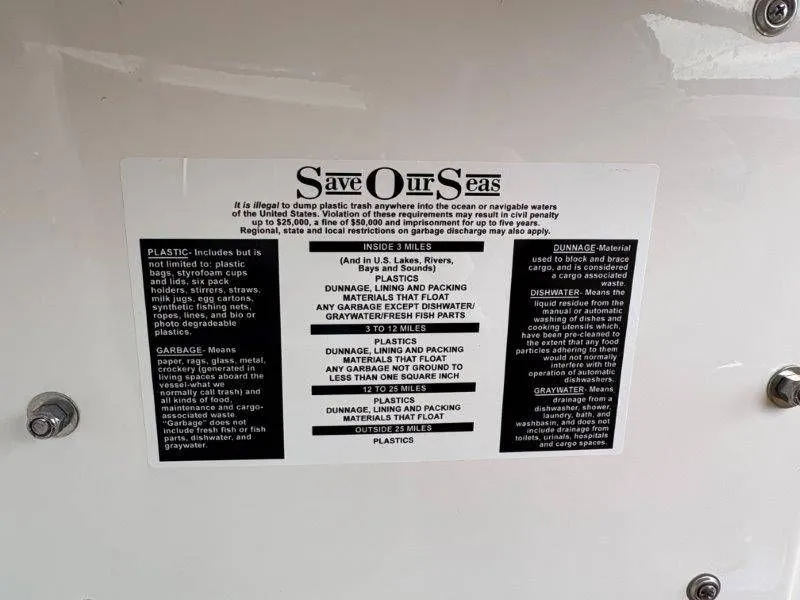 Save Our Seas
It is illegal to dump plastic trash anywhere into the ocean or navigable waters
of the United States. Violation of these requirements may result in civil penalty
up to $25,000, a fine of $50,000 and imprisonment for up to five years.
Regional, state and local restrictions on garbage discharge may also apply.
PLASTIC- Includes but is
not limited to: plastic
bags, styrofoam cups
and lids, six pack
holders, stirrers, straws,
milk jugs, egg cartons,
synthetic fishing nets,
ropes, lines, and bio or
photo degradeable
plastics.
GARBAGE- Means
paper, rags, glass, metal,
crockery (generated in
living spaces aboard the
vessel-what we
normally call trash) and
all kinds of food,
maintenance and cargo-
associated waste.
"Garbage" does not
include fresh fish or fish
parts, dishwater, and
graywater.
INSIDE 3 MILES
(And in U.S. Lakes, Rivers,
Bays and Sounds)
PLASTICS
DUNNAGE, LINING AND PACKING
MATERIALS THAT FLOAT
ANY GARBAGE EXCEPT DISHWATER/
GRAYWATER/FRESH FISH PARTS
3 TO 12 MILES
PLASTICS
DUNNAGE, LINING AND PACKING
MATERIALS THAT FLOAT
ANY GARBAGE NOT GROUND TO
LESS THAN ONE SQUARE INCH
12 TO 25 MILES
PLASTICS
DUNNAGE, LINING AND PACKING
MATERIALS THAT FLOAT
OUTSIDE 25 MILES
PLASTICS
DUNNAGE-Material
used to block and brace
cargo, and is considered
a cargo associated
waste.
DISHWATER- Means the
liquid residue from the
manual or automatic
washing of dishes and
cooking utensils which,
have been pre-cleaned to
the extent that any food
particles adhering to them
would not normally
interfere with the
operation of automatic
dishwashers.
GRAYWATER- Means
drainage from a
dishwasher, shower,
laundry, bath, and
washbasin, and does not
include drainage from
toilets, urinals, hospitals
and cargo spaces.